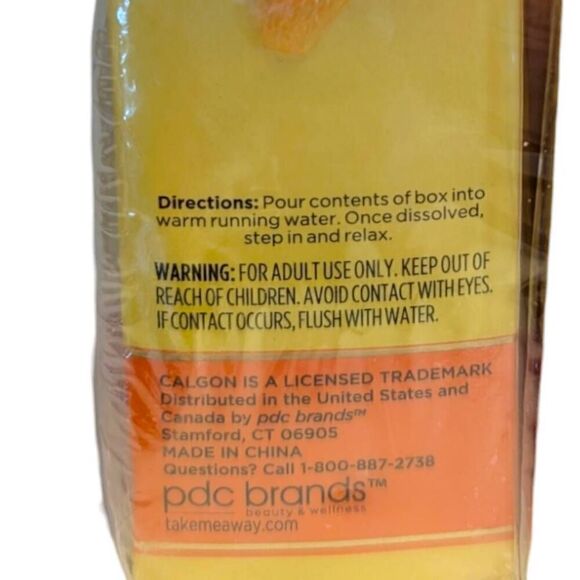 Directions: Pour contents of box into
warm running water. Once dissolved,
step in and relax.
WARNING: FOR ADULT USE ONLY. KEEP OUT OF
REACH OF CHILDREN. AVOID CONTACT WITH EYES.
IF CONTACT OCCURS, FLUSH WITH WATER.
CALGON IS A LICENSED TRADEMARK
Distributed in the United States and
Canada by pdc brands™
Stamford, CT 06905
MADE IN CHINA
Questions? Call 1-800-887-2738
pdc brands™
beauty & wellness
takemeaway.com